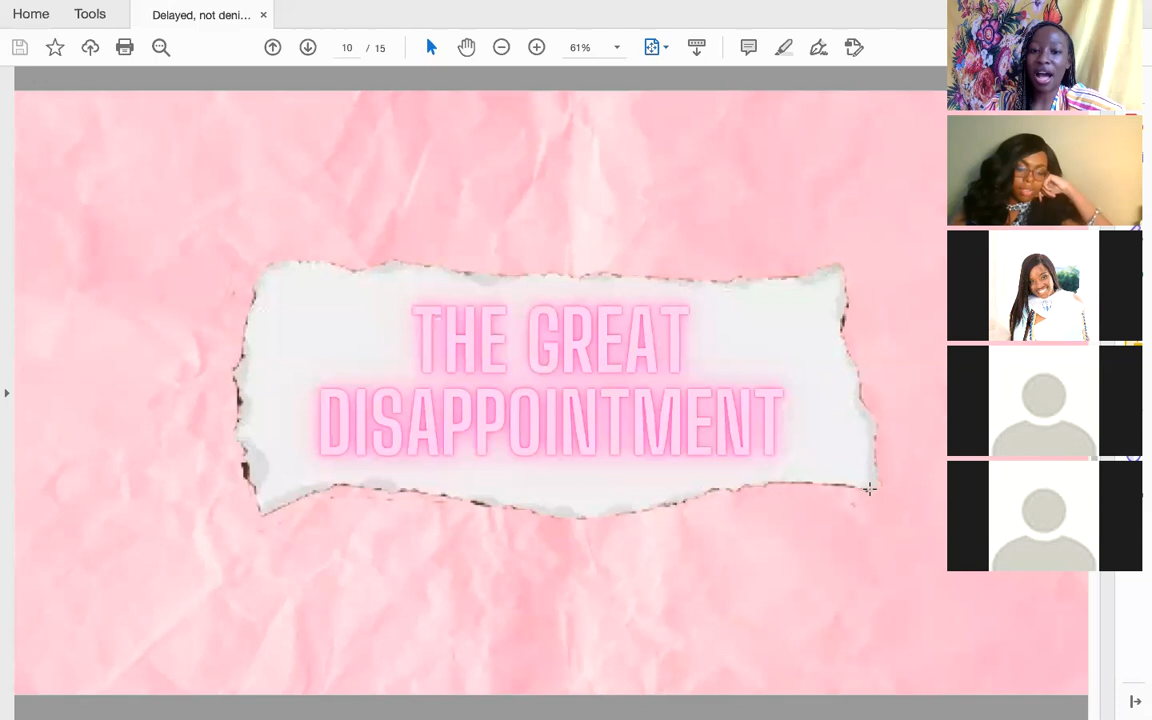 Home Tools Delayed, not deni... ×
10 / 15 61%
THE GREAT
DISAPPOINTMENT